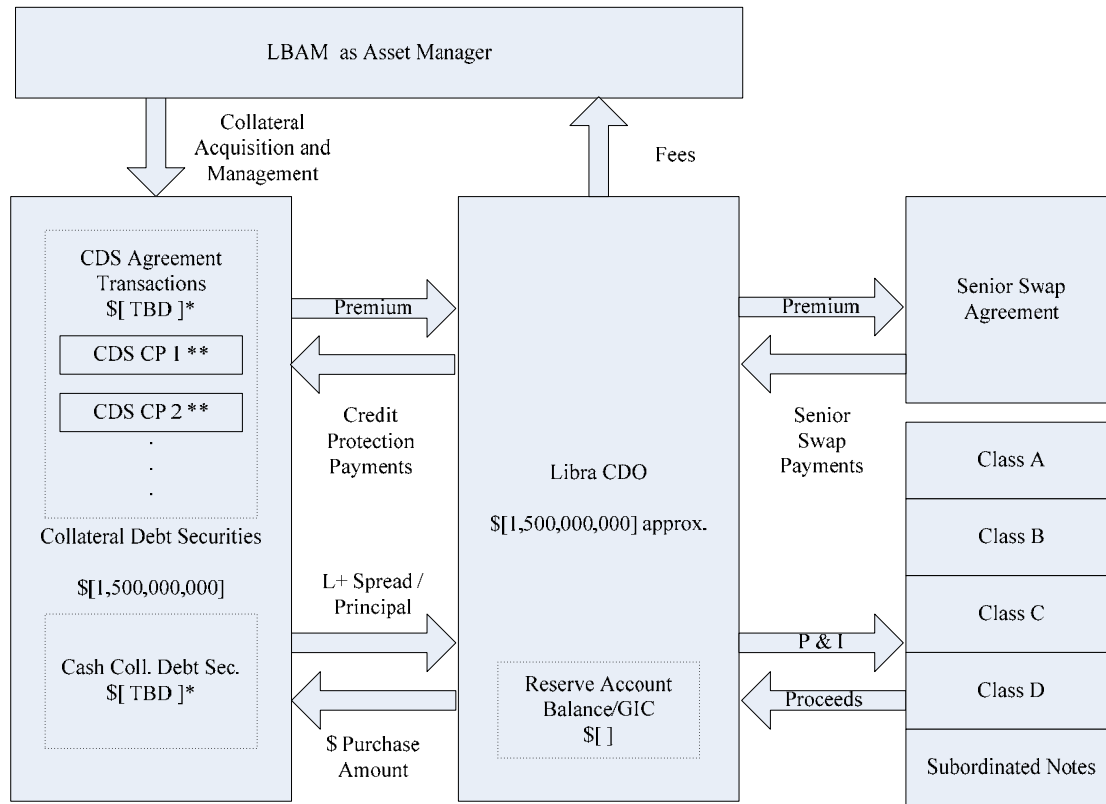 LBAM as Asset Manager
Collateral
Acquisition and
Management
Fees
CDS Agreement
Transactions
$[ TBD ]*
CDS CP 1 **
CDS CP 2 **
.
.
.
Collateral Debt Securities
$[1,500,000,000]
Cash Coll. Debt Sec.
$[ TBD ]*
Premium
Credit
Protection
Payments
L+ Spread /
Principal
$ Purchase
Amount
Libra CDO
$[1,500,000,000] approx.
Reserve Account
Balance/GIC
$[ ]
Premium
Senior
Swap
Payments
P & I
Proceeds
Senior Swap
Agreement
Class A
Class B
Class C
Class D
Subordinated Notes